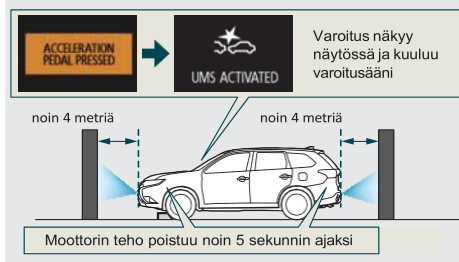 ACCELERATION
PEDAL PRESSED
UMS ACTIVATED
Varoitus näkyy
näytössä ja kuuluu
varoitusääni
noin 4 metriä
noin 4 metriä
Moottorin teho poistuu noin 5 sekunnin ajaksi